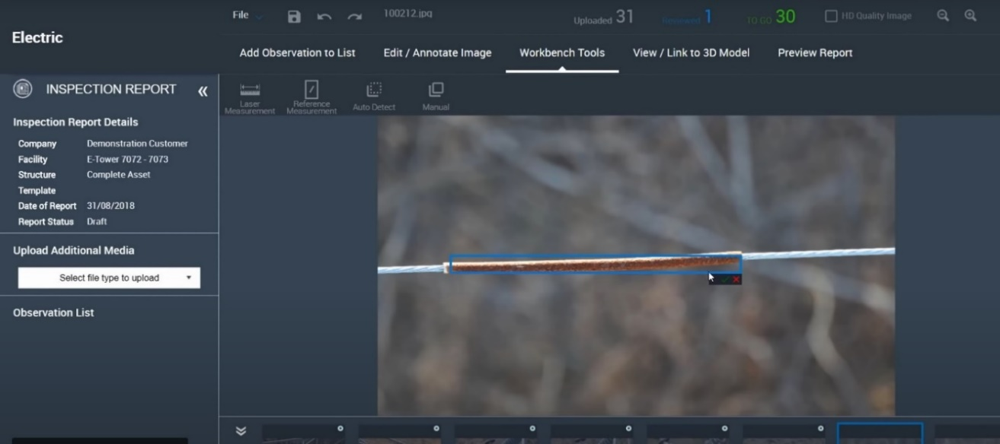 File
100212.jpg
Uploaded 31
Reviewed 1
TO GO 30
HD Quality Image
Electric
Add Observation to List
Edit / Annotate Image
Workbench Tools
View / Link to 3D Model
Preview Report
INSPECTION REPORT
Laser Measurement
Reference Measurement
Auto Detect
Manual
Inspection Report Details
Company Demonstration Customer
Facility E-Tower 7072 - 7073
Structure Complete Asset
Template
Date of Report 31/08/2018
Report Status Draft
Upload Additional Media
Select file type to upload
Observation List